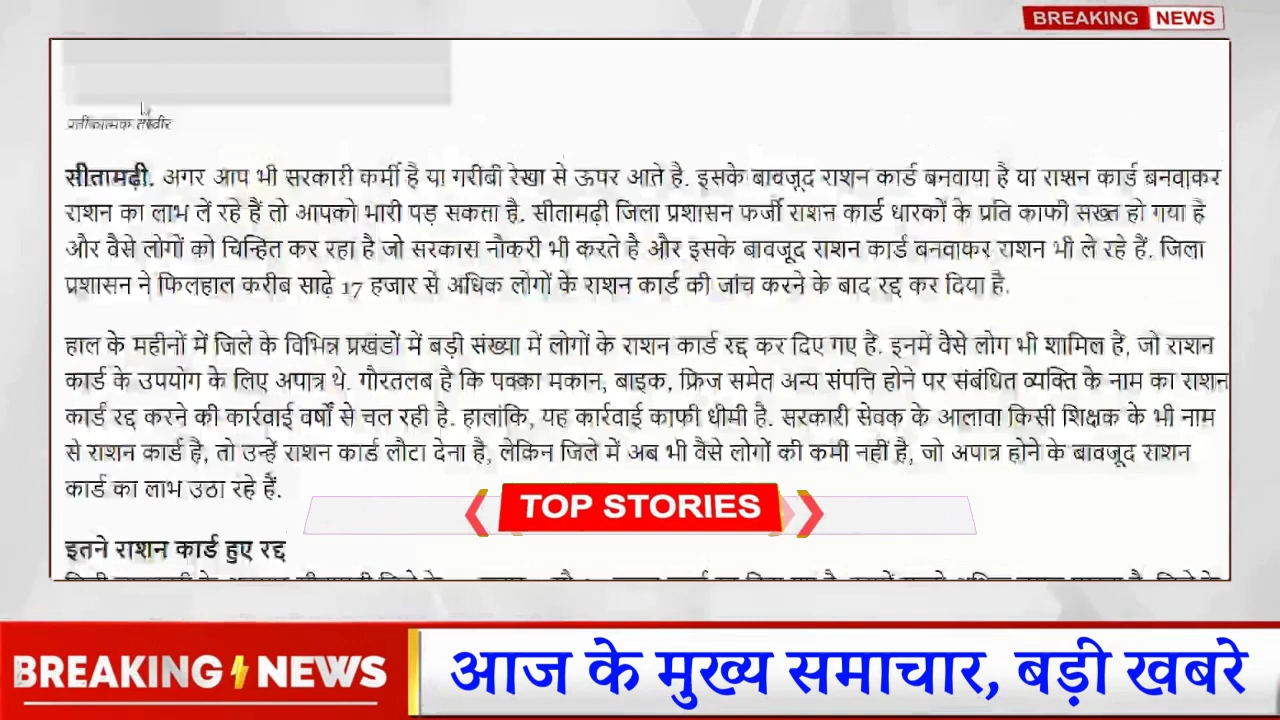 BREAKING NEWS
प्रतीकात्मक तस्वीर
सीतामढ़ी. अगर आप भी सरकारी कर्मी है या गरीबी रेखा से ऊपर आते है. इसके बावजूद राशन कार्ड बनवाया है या राशन कार्ड बनवाकर
राशन का लाभ लें रहे हैं तो आपको भारी पड़ सकता है. सीतामढ़ी जिला प्रशासन फर्जी राशन कार्ड धारकों के प्रति काफी सख्त हो गया है
और वैसे लोगों को चिन्हित कर रहा है जो सरकारा नौकरी भी करते है और इसके बावजूद राशन कार्ड बनवाकर राशन भी ले रहे हैं. जिला
प्रशासन ने फिलहाल करीब साढ़े 17 हजार से अधिक लोगों के राशन कार्ड की जांच करने के बाद रद्द कर दिया है.
हाल के महीनों में जिले के विभिन्न प्रखंडों में बड़ी संख्या में लोगों के राशन कार्ड रद्द कर दिए गए है. इनमें वैसे लोग भी शामिल है, जो राशन
कार्ड के उपयोग के लिए अपात्र थे. गौरतलब है कि पक्का मकान, बाइक, फ्रिज समेत अन्य संपत्ति होने पर संबंधित व्यक्ति के नाम का राशन
कार्ड रद्द करने की कार्रवाई वर्षों से चल रही है. हालांकि, यह कार्रवाई काफी धीमी है. सरकारी सेवक के आलावा किसी शिक्षक के भी नाम
से राशन कार्ड है, तो उन्हें राशन कार्ड लौटा देना है, लेकिन जिले में अब भी वैसे लोगों की कमी नहीं है, जो अपात्र होने के बावजूद राशन
कार्ड का लाभ उठा रहे हैं.
TOP STORIES
इतने राशन कार्ड हुए रद्द
BREAKING NEWS
आज के मुख्य समाचार, बड़ी खबरे